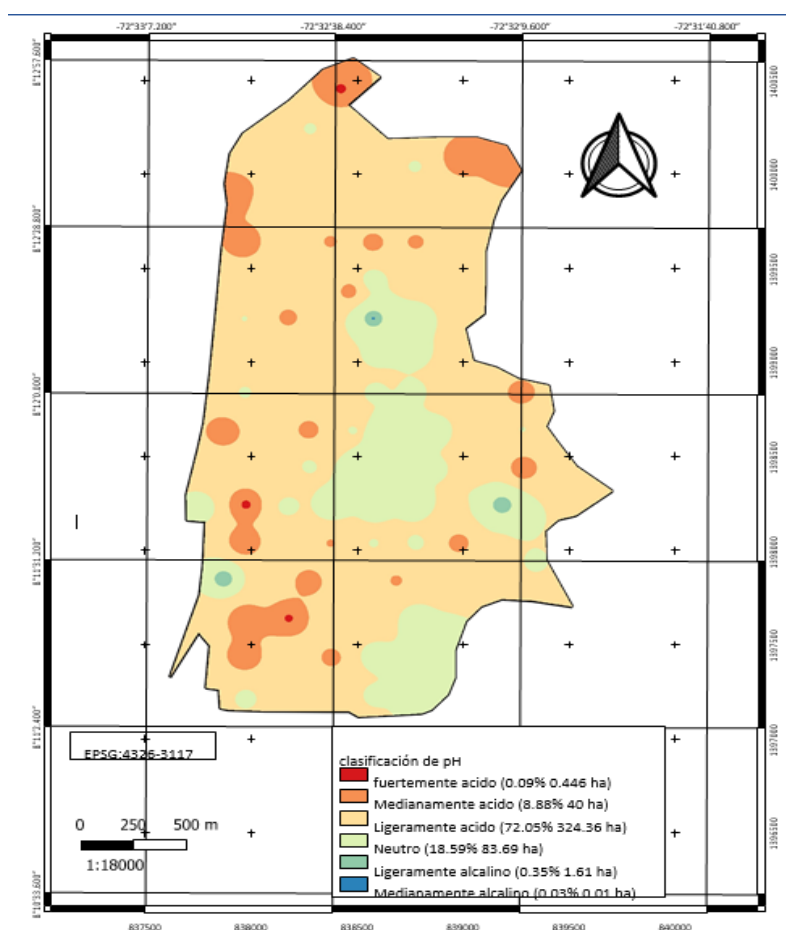 -72°33'7.200" -72°32'38.400" -72°32'9.600" -72°31'40.800"
8°12'57.600"
8°12'28.800"
8°12'0.000"
8°11'31.200"
8°11'2.400"
8°10'33.600"
1400500
1400000
1399500
1399000
1398500
1398000
1397500
1397000
1396500
EPSG:4326-3117
0 250 500 m
1:18000
clasificación de pH
fuertemente acido (0.09% 0.446 ha)
Medianamente acido (8.88% 40 ha)
Ligeramente acido (72.05% 324.36 ha)
Neutro (18.59% 83.69 ha)
Ligeramente alcalino (0.35% 1.61 ha)
Medianamente alcalino (0.03% 0.01 ha)
837500 838000 838500 839000 839500 840000